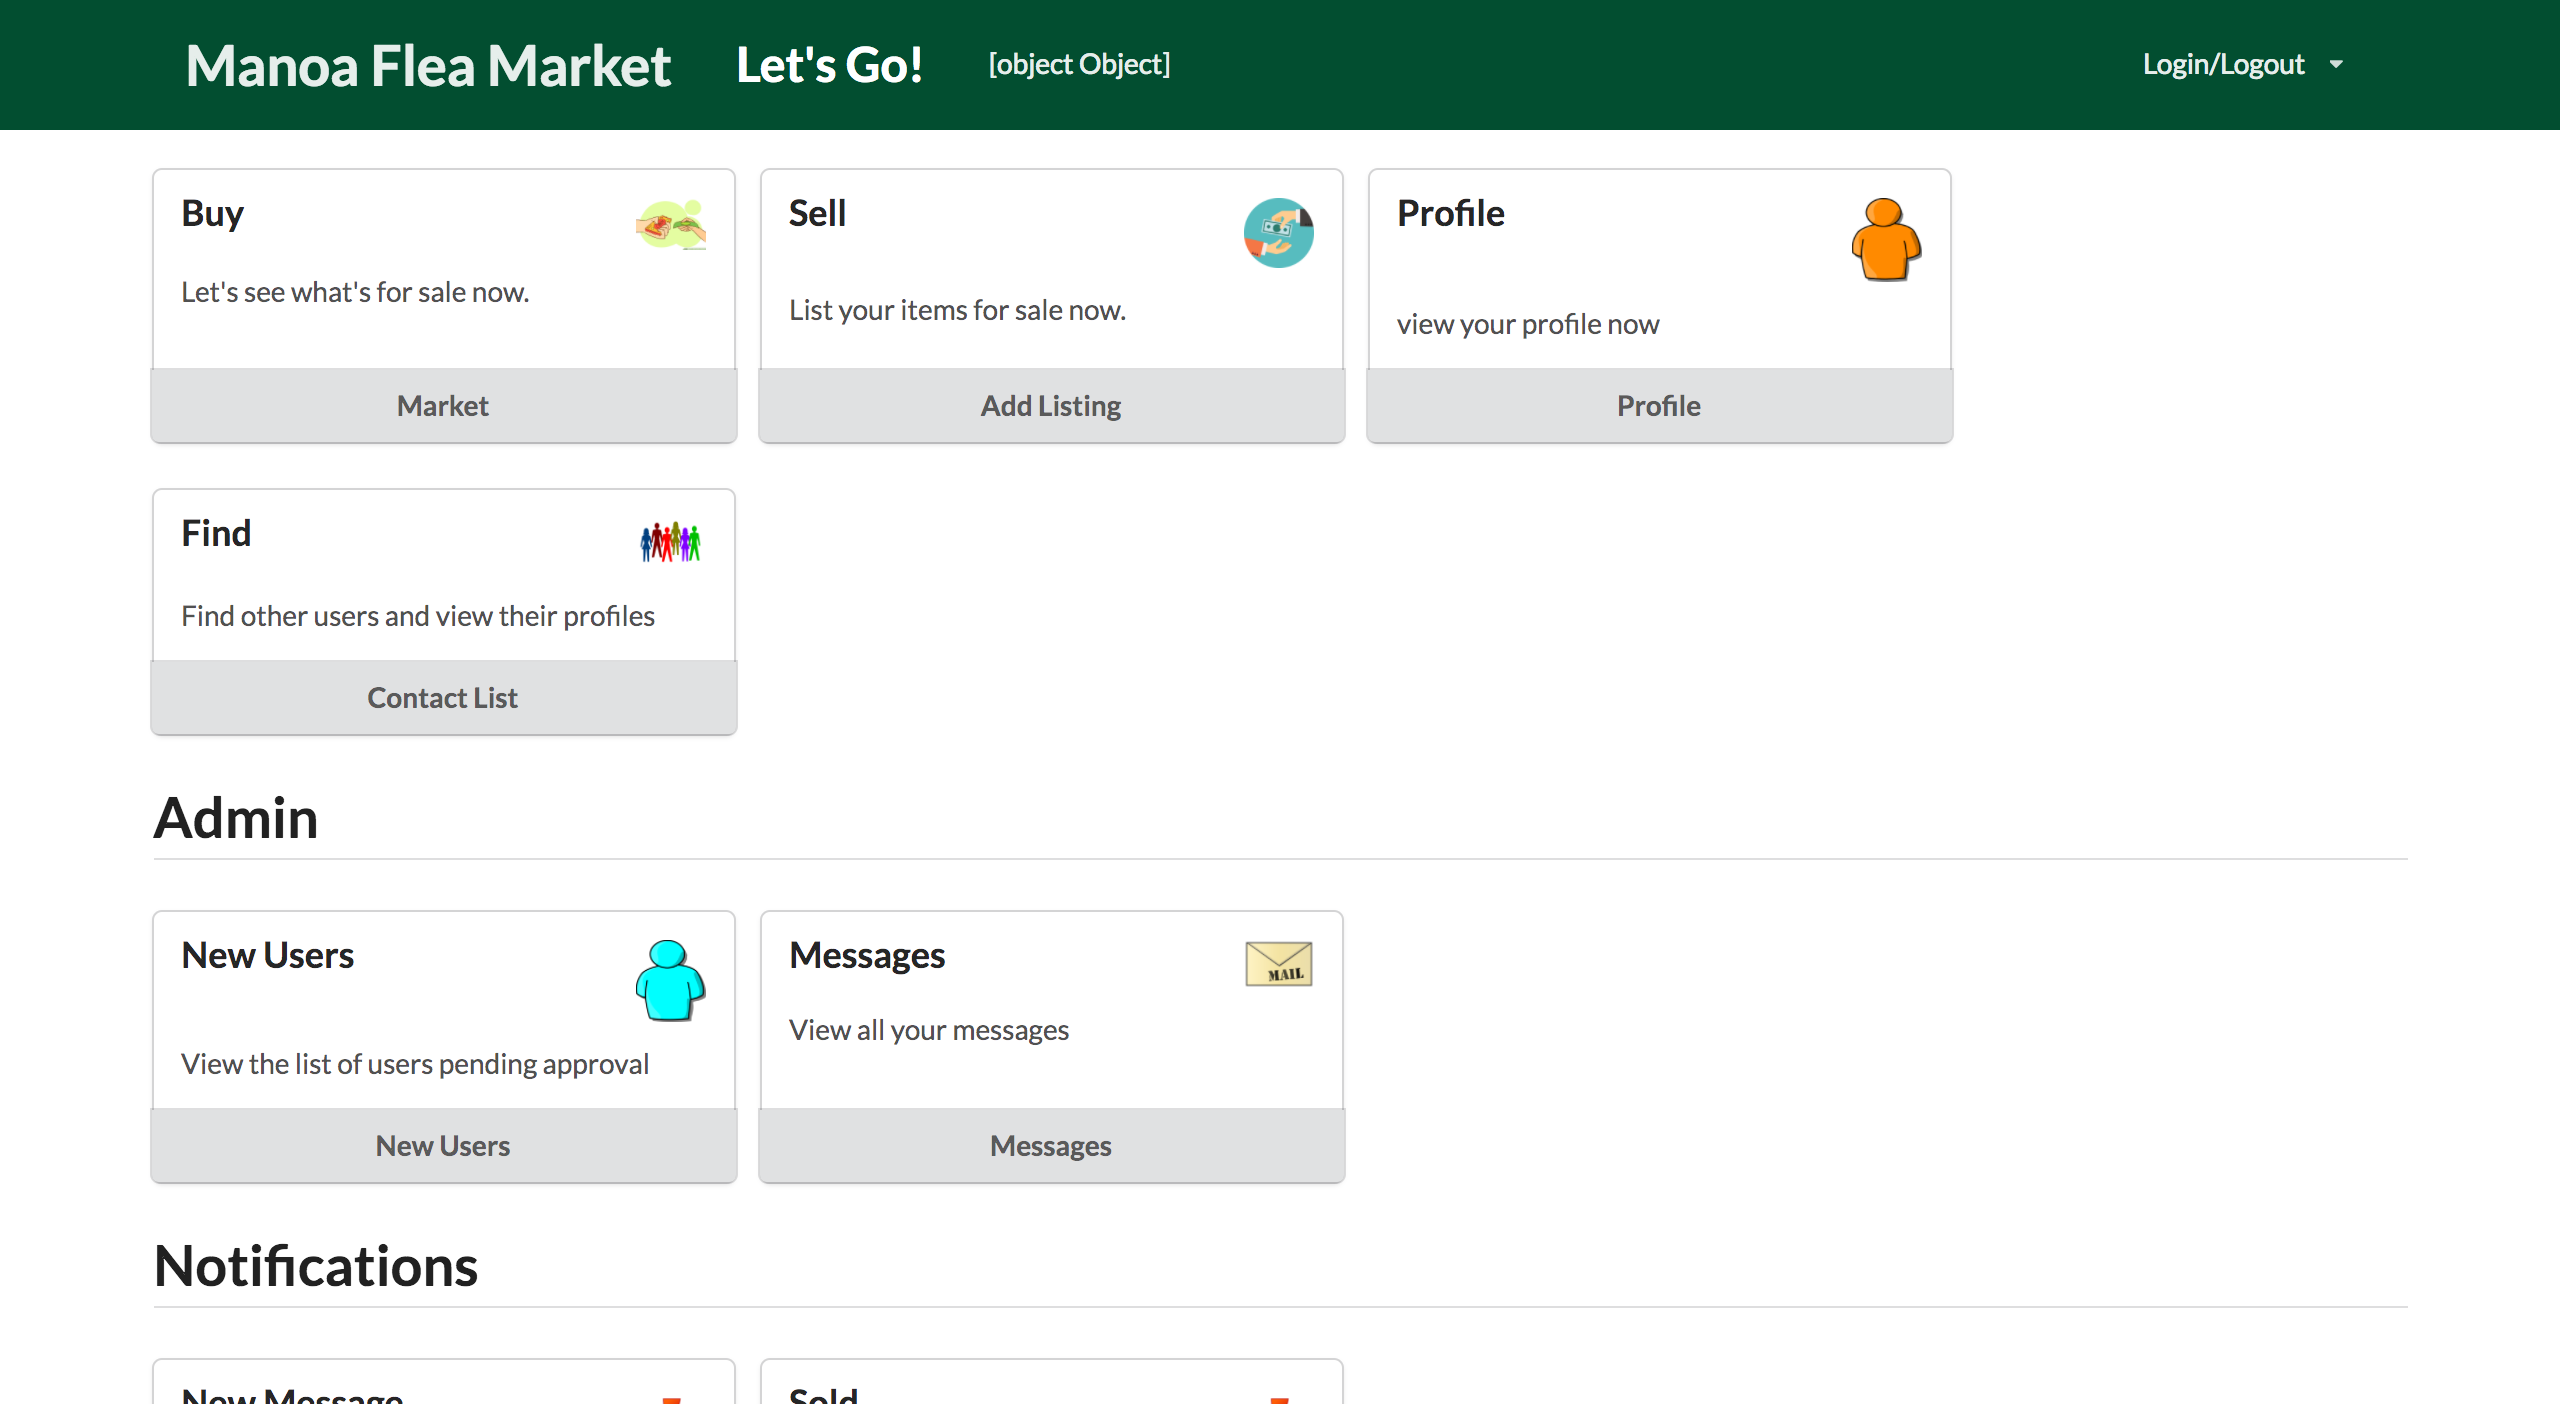 Manoa Flea Market Let's Go! [object Object] Login/Logout
Buy
Let's see what's for sale now.
Market
Sell
List your items for sale now.
Add Listing
Profile
view your profile now
Profile
Find
Find other users and view their profiles
Contact List
Admin
New Users
View the list of users pending approval
New Users
Messages
MAIL
View all your messages
Messages
Notifications
New Message
Sold